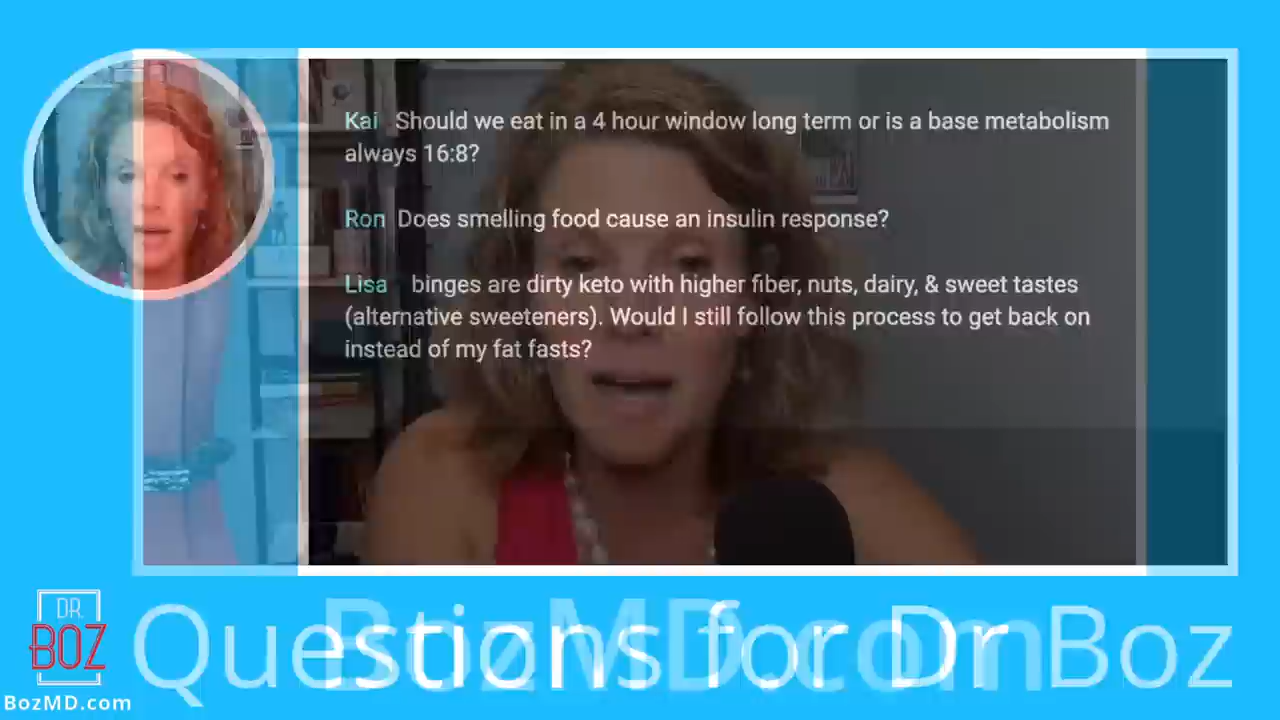 Kai Should we eat in a 4 hour window long term or is a base metabolism
always 16:8?
Ron Does smelling food cause an insulin response?
Lisa binges are dirty keto with higher fiber, nuts, dairy, & sweet tastes
(alternative sweeteners). Would I still follow this process to get back on
instead of my fat fasts?
DR.
BOZ
BozMD.com
Questions for Dr Boz
BozMD.com